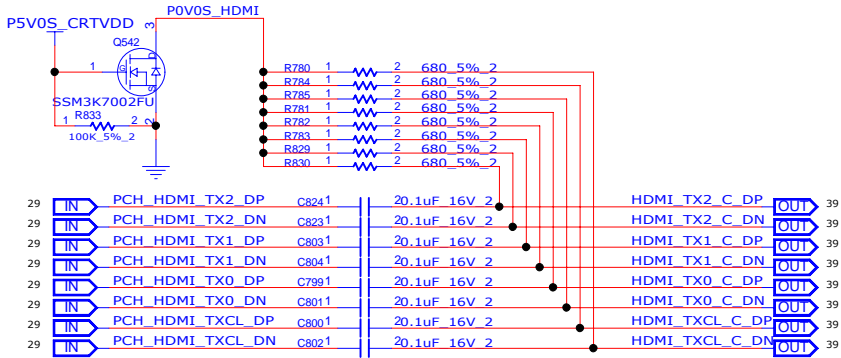 P0V0S_HDMI
P5V0S_CRTVDD
3
Q542
D
1
G
S
SSM3K7002FU
2
R833
1
2
100K_5%_2
R780 1 2 680_5%_2
R784 1 2 680_5%_2
R785 1 2 680_5%_2
R781 1 2 680_5%_2
R782 1 2 680_5%_2
R783 1 2 680_5%_2
R829 1 2 680_5%_2
R830 1 2 680_5%_2
29 IN PCH_HDMI_TX2_DP C824 1 2 0.1uF_16V_2 HDMI_TX2_C_DP OUT 39
29 IN PCH_HDMI_TX2_DN C823 1 2 0.1uF_16V_2 HDMI_TX2_C_DN OUT 39
29 IN PCH_HDMI_TX1_DP C803 1 2 0.1uF_16V_2 HDMI_TX1_C_DP OUT 39
29 IN PCH_HDMI_TX1_DN C804 1 2 0.1uF_16V_2 HDMI_TX1_C_DN OUT 39
29 IN PCH_HDMI_TX0_DP C799 1 2 0.1uF_16V_2 HDMI_TX0_C_DP OUT 39
29 IN PCH_HDMI_TX0_DN C801 1 2 0.1uF_16V_2 HDMI_TX0_C_DN OUT 39
29 IN PCH_HDMI_TXCL_DP C800 1 2 0.1uF_16V_2 HDMI_TXCL_C_DP OUT 39
29 IN PCH_HDMI_TXCL_DN C802 1 2 0.1uF_16V_2 HDMI_TXCL_C_DN OUT 39